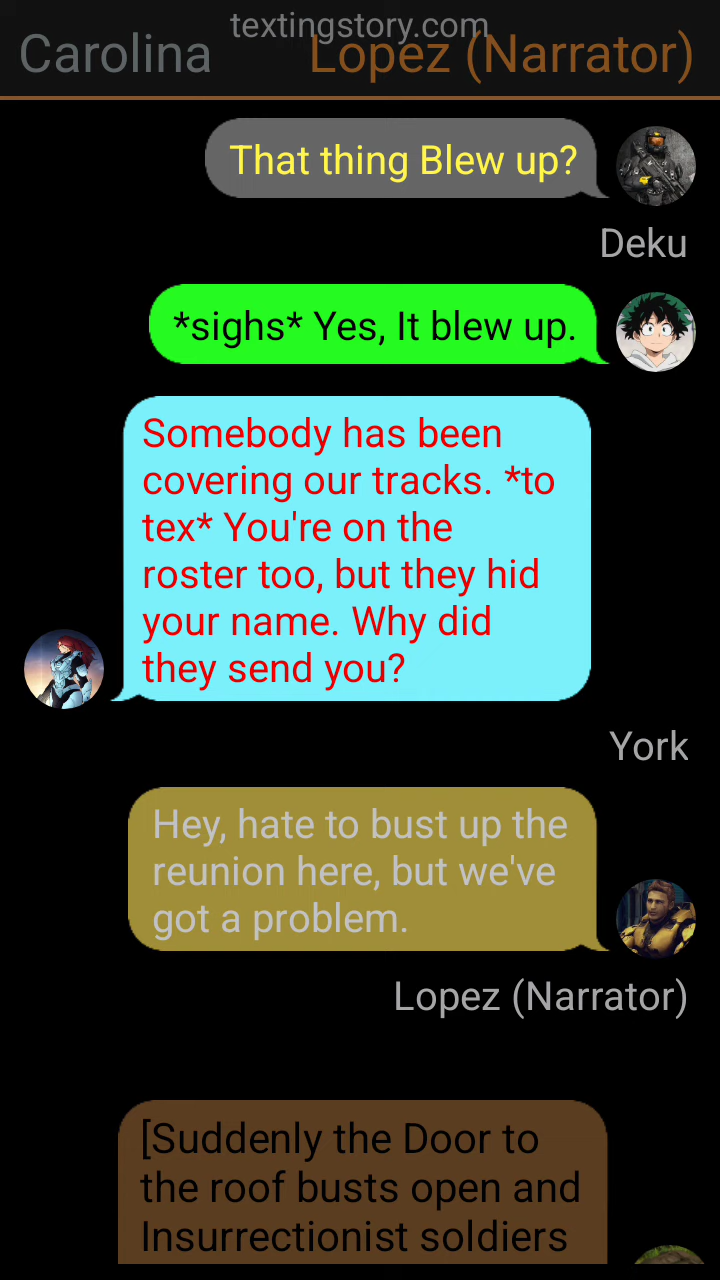 textingstory.com
Carolina
Lopez (Narrator)
That thing Blew up?
Deku
*sighs* Yes, It blew up.
Somebody has been
covering our tracks. *to
tex* You're on the
roster too, but they hid
your name. Why did
they send you?
York
Hey, hate to bust up the
reunion here, but we've
got a problem.
Lopez (Narrator)
[Suddenly the Door to
the roof busts open and
Insurrectionist soldiers